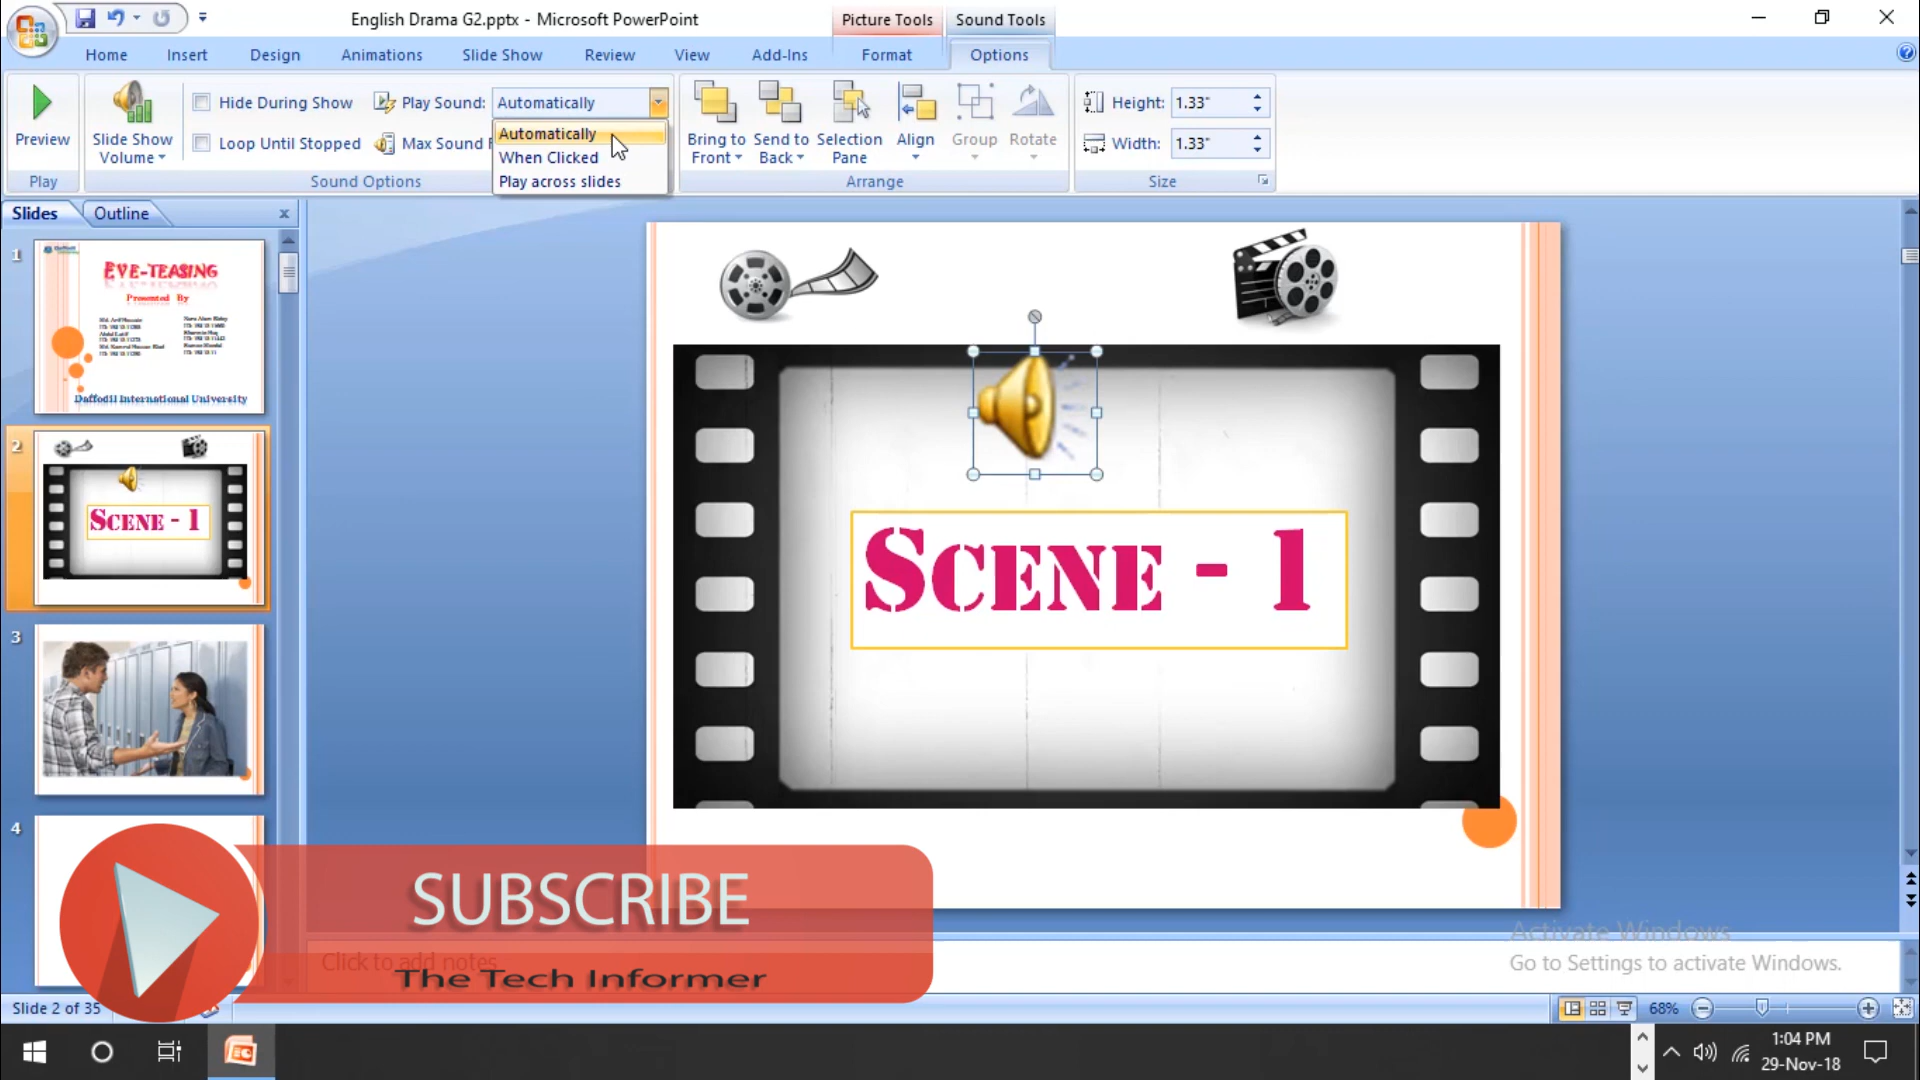 English Drama G2.pptx - Microsoft PowerPoint
Picture Tools
Sound Tools
Home
Insert
Design
Animations
Slide Show
Review
View
Add-Ins
Format
Options
Preview
Slide Show
Volume
Hide During Show
Loop Until Stopped
Play Sound:
Automatically
Max Sound
Automatically
When Clicked
Play across slides
Bring to
Front
Send to
Back
Selection
Pane
Align
Group
Rotate
Height: 1.33"
Width: 1.33"
Play
Sound Options
Arrange
Size
Slides
Outline
1
EVE-TEASING
Presented By
Daffodil International University
2
SCENE - 1
3
4
SCENE - 1
SUBSCRIBE
The Tech Informer
Click to add notes
Activate Windows
Go to Settings to activate Windows.
Slide 2 of 35
68%
1:04 PM
29-Nov-18